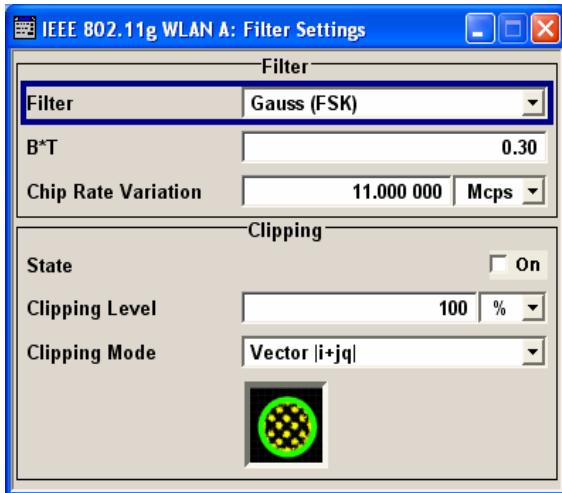 IEEE 802.11g WLAN A: Filter Settings
Filter
Filter Gauss (FSK)
B*T 0.30
Chip Rate Variation 11.000 000 Mcps
Clipping
State On
Clipping Level 100 %
Clipping Mode Vector |i+jq|